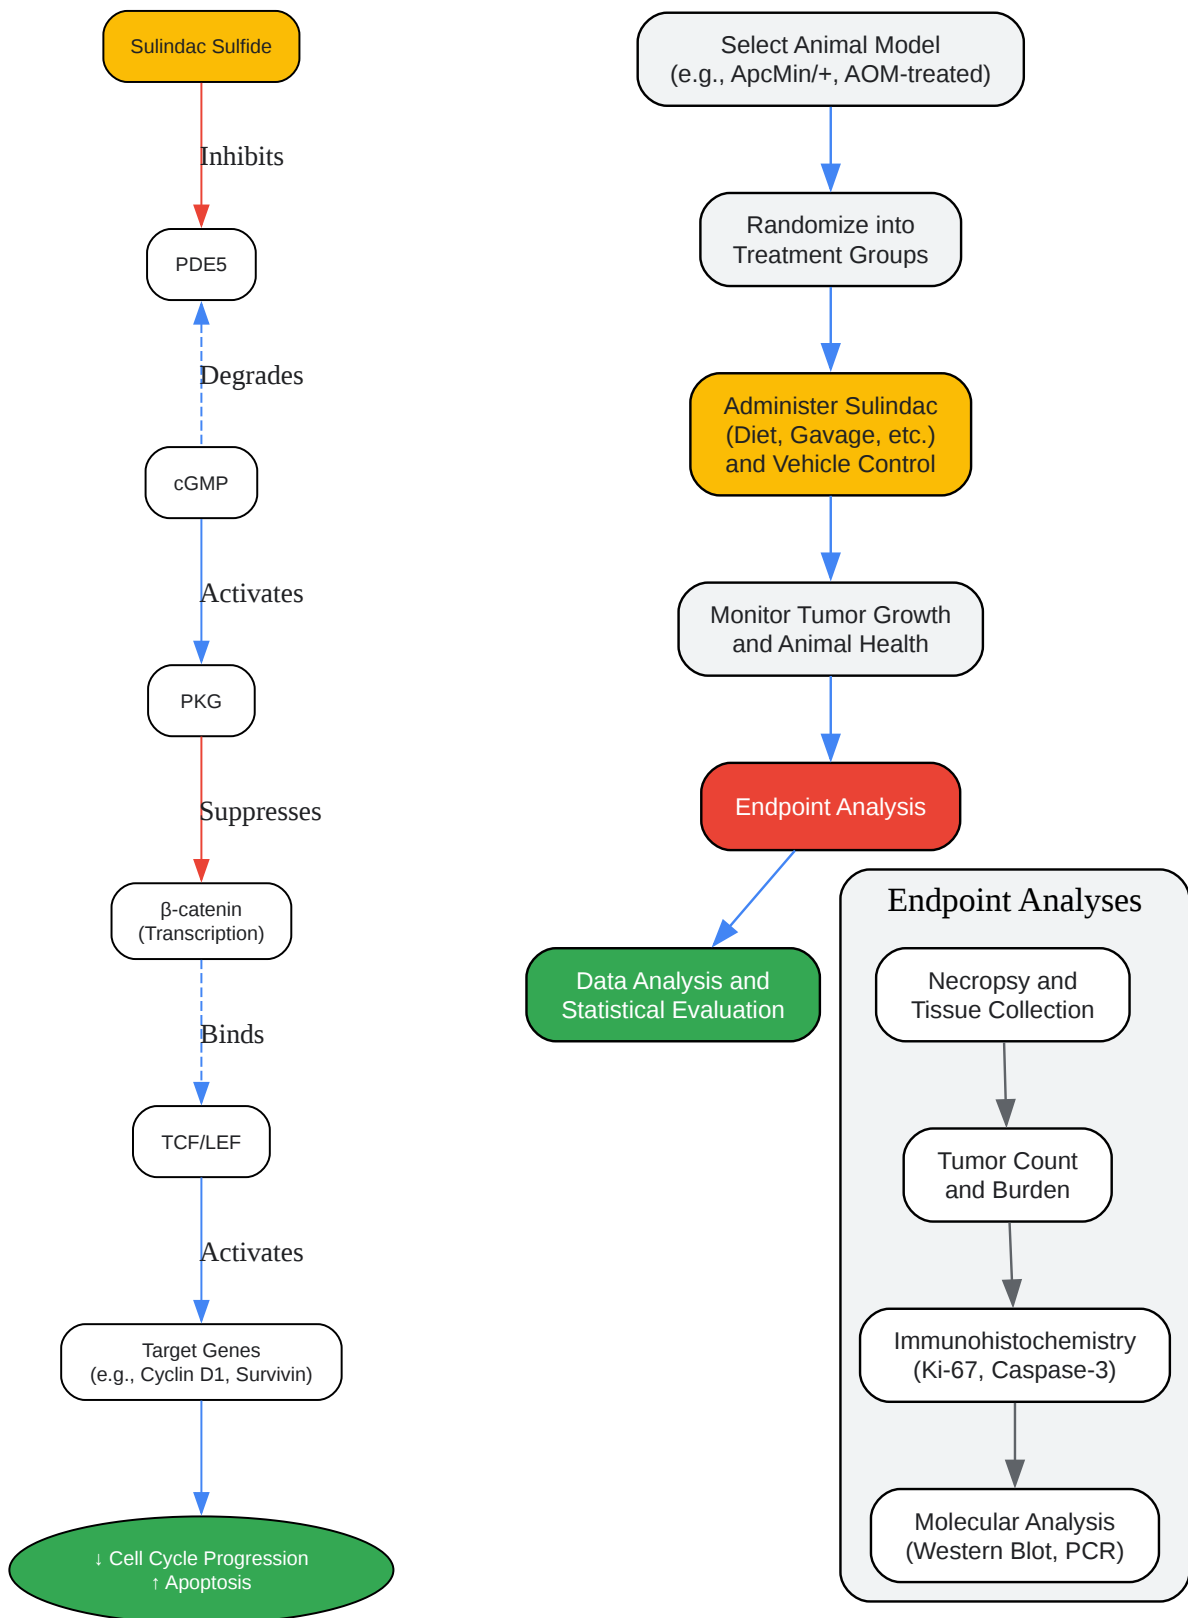 Sulindac Sulfide
Inhibits
PDE5
Degrades
cGMP
Activates
PKG
Suppresses
β-catenin
(Transcription)
Binds
TCF/LEF
Activates
Target Genes
(e.g., Cyclin D1, Survivin)
↓ Cell Cycle Progression
↑ Apoptosis
Select Animal Model
(e.g., ApcMin/+, AOM-treated)
Randomize into
Treatment Groups
Administer Sulindac
(Diet, Gavage, etc.)
and Vehicle Control
Monitor Tumor Growth
and Animal Health
Endpoint Analysis
Data Analysis and
Statistical Evaluation
Endpoint Analyses
Necropsy and
Tissue Collection
Tumor Count
and Burden
Immunohistochemistry
(Ki-67, Caspase-3)
Molecular Analysis
(Western Blot, PCR)